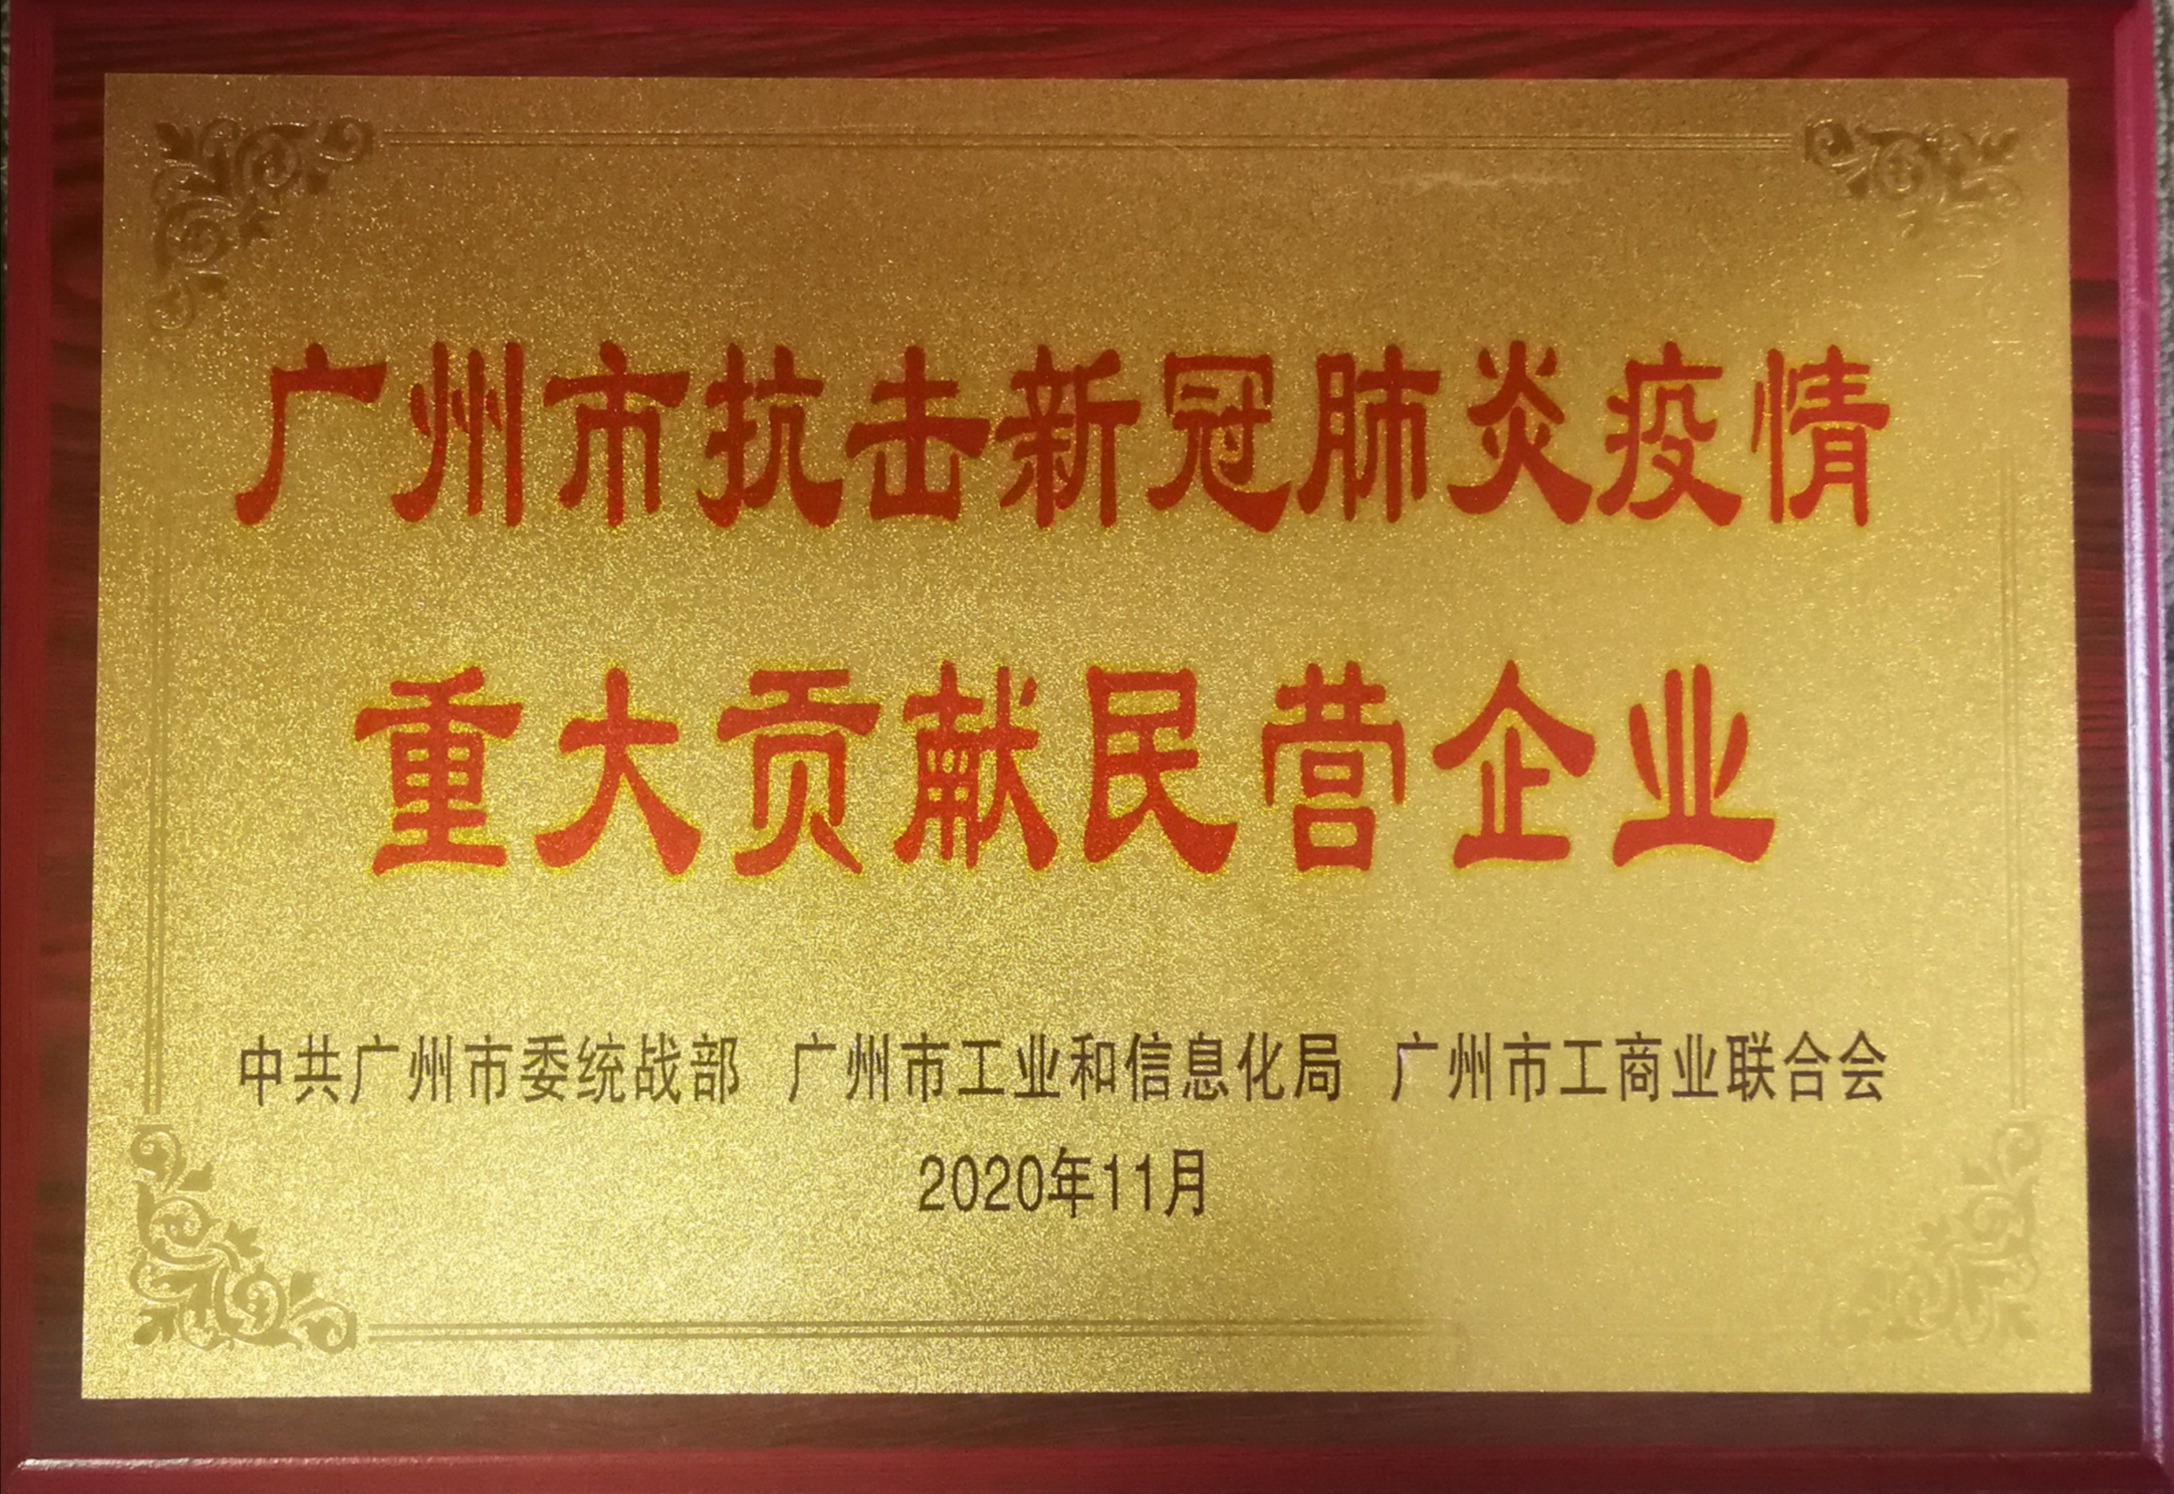 广州市抗击新冠肺炎疫情
重大贡献民营企业
中共广州市委统战部 广州市工业和信息化局 广州市工商业联合会
2020年11月